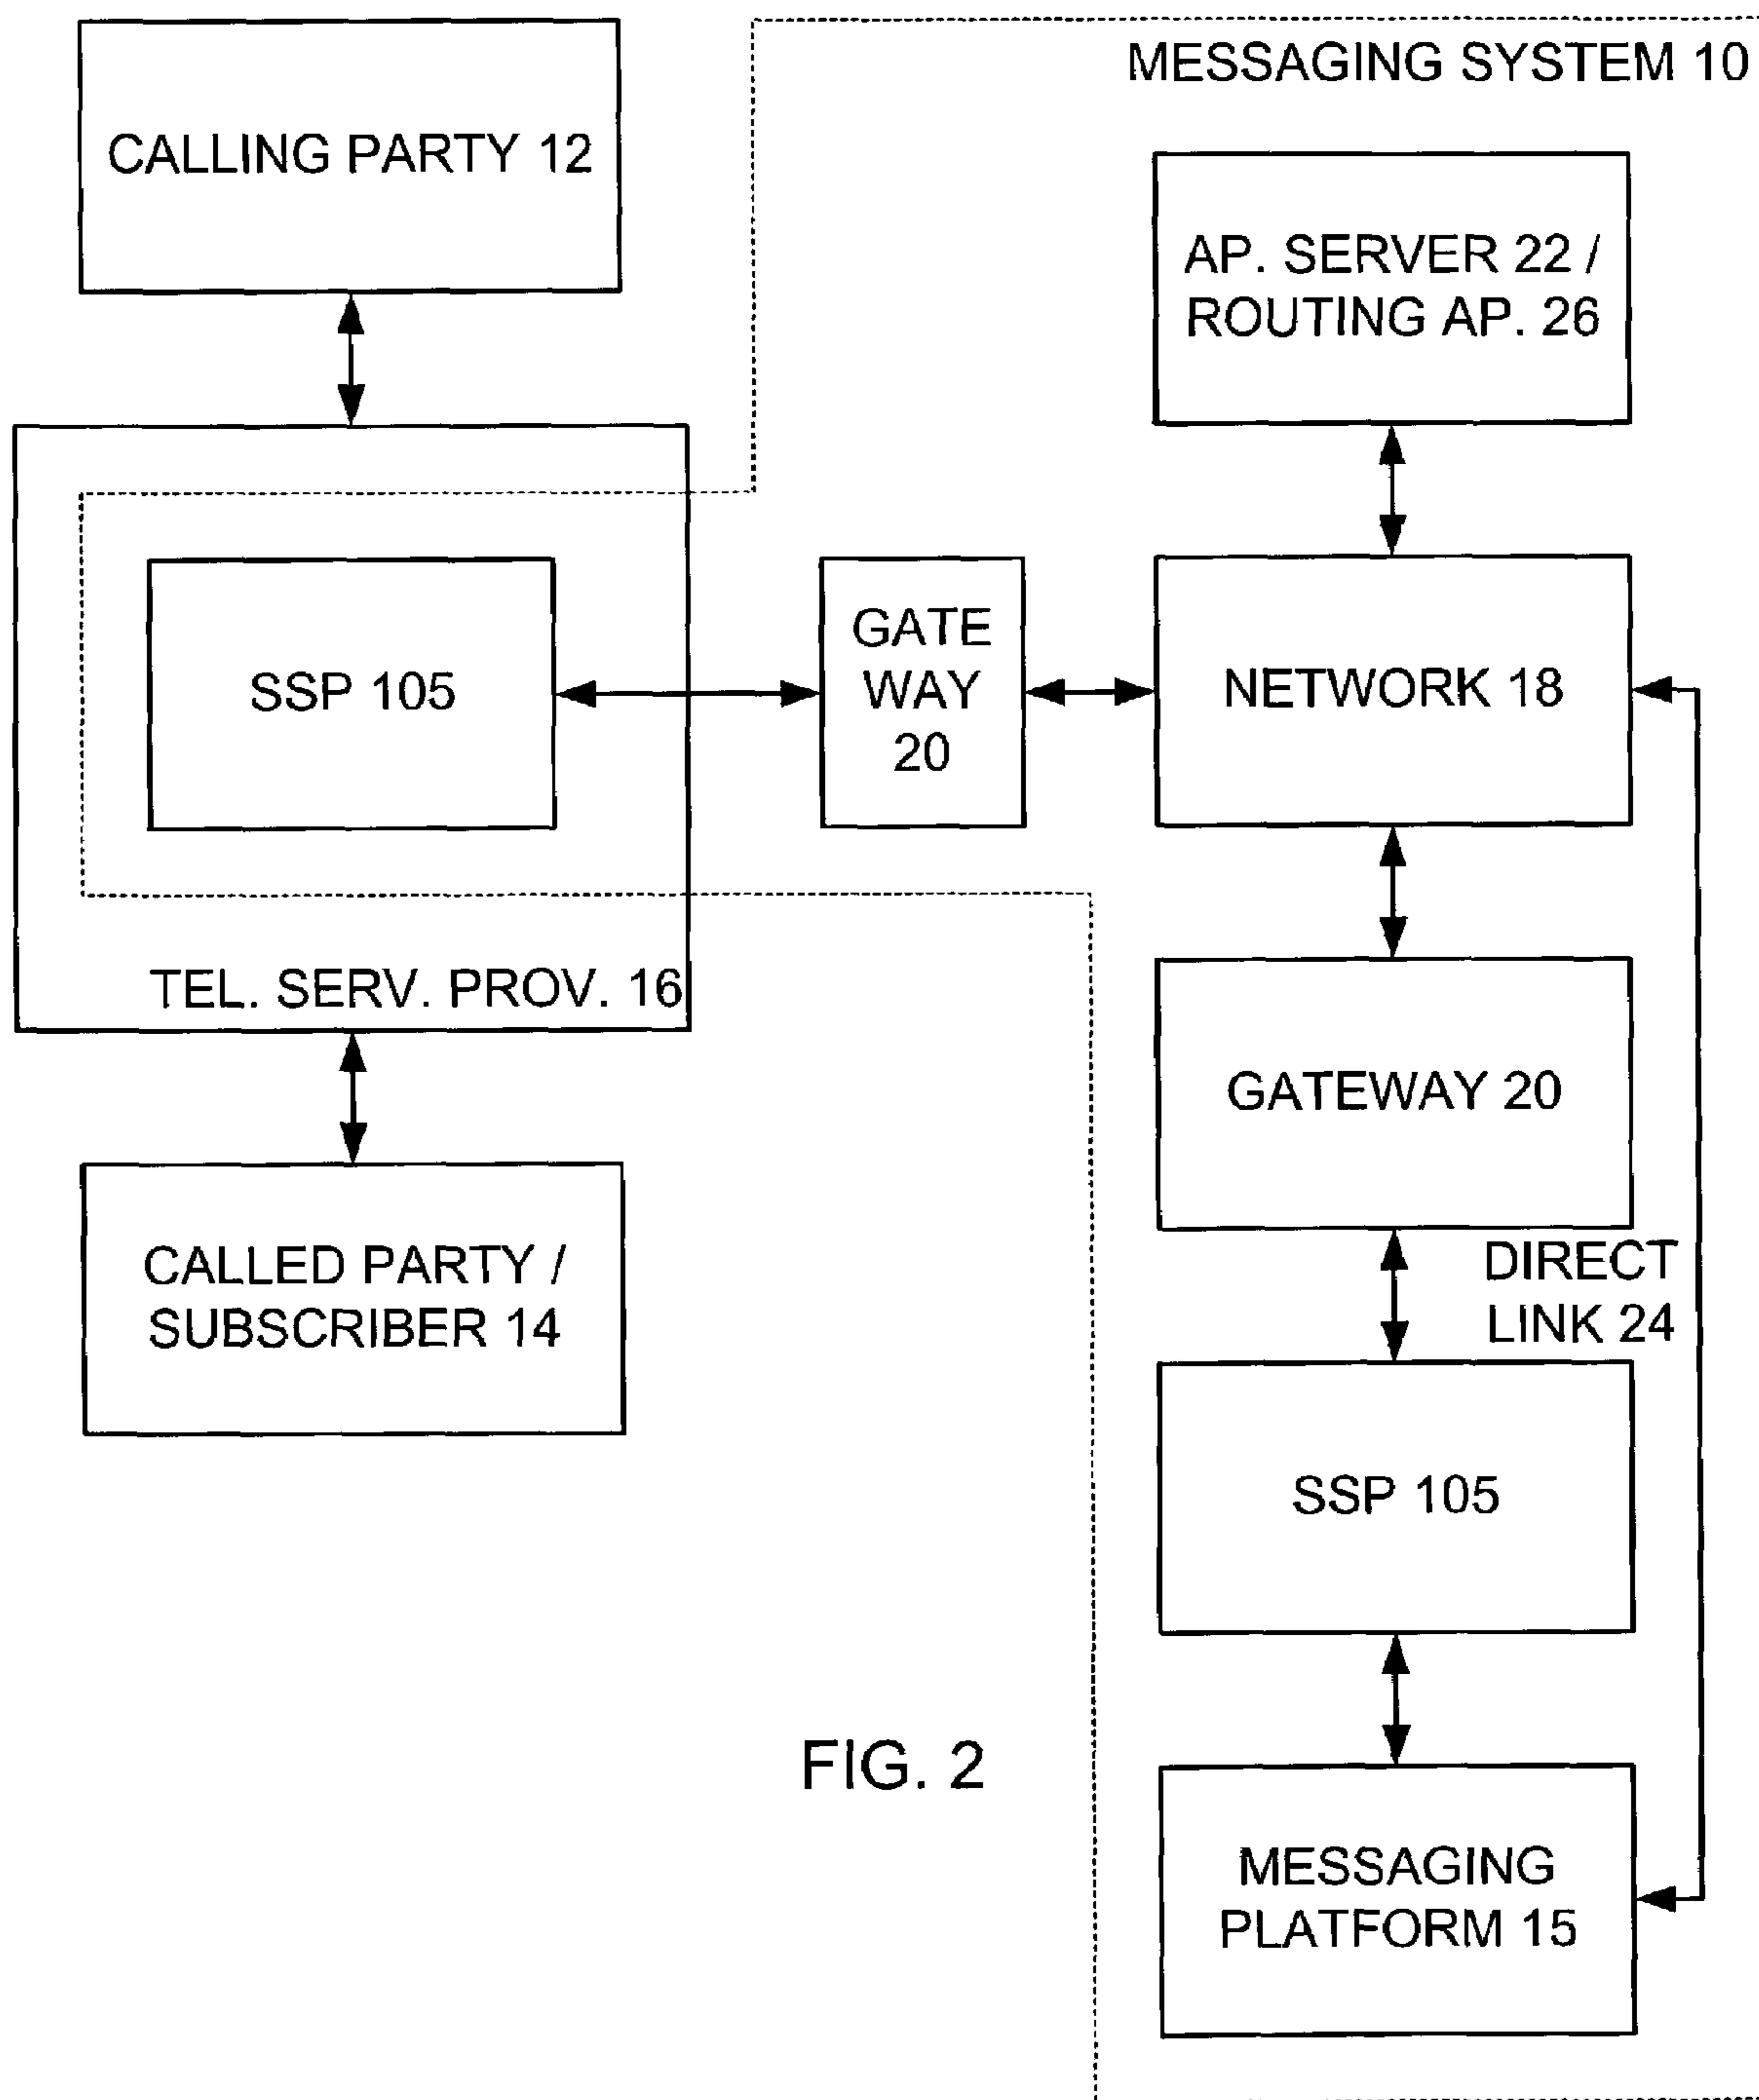 MESSAGING SYSTEM 10
CALLING PARTY 12
AP. SERVER 22 /
ROUTING AP. 26
SSP 105
GATE
WAY
20
NETWORK 18
TEL. SERV. PROV. 16
GATEWAY 20
CALLED PARTY /
SUBSCRIBER 14
DIRECT
LINK 24
SSP 105
FIG. 2
MESSAGING
PLATFORM 15